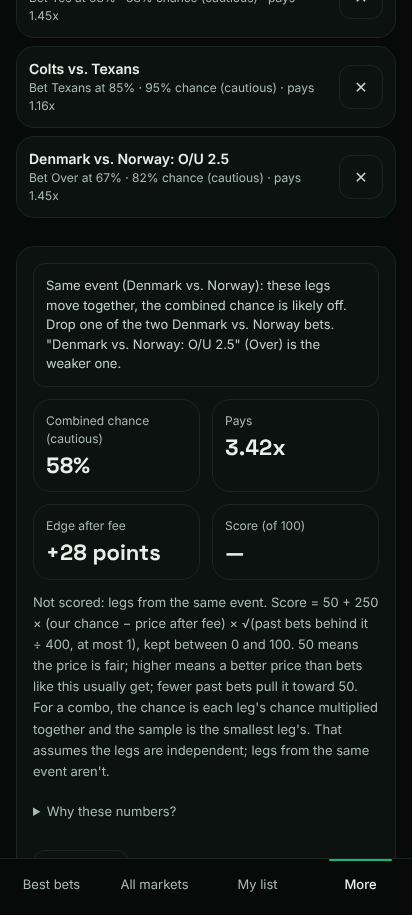 1.45x
Colts vs. Texans
Bet Texans at 85% · 95% chance (cautious) · pays
1.16x
Denmark vs. Norway: O/U 2.5
Bet Over at 67% · 82% chance (cautious) · pays
1.45x
Same event (Denmark vs. Norway): these legs
move together, the combined chance is likely off.
Drop one of the two Denmark vs. Norway bets.
"Denmark vs. Norway: O/U 2.5" (Over) is the
weaker one.
Combined chance
(cautious)
58%
Pays
3.42x
Edge after fee
+28 points
Score (of 100)
—
Not scored: legs from the same event. Score = 50 + 250
× (our chance − price after fee) × √(past bets behind it
÷ 400, at most 1), kept between 0 and 100. 50 means
the price is fair; higher means a better price than bets
like this usually get; fewer past bets pull it toward 50.
For a combo, the chance is each leg's chance multiplied
together and the sample is the smallest leg's. That
assumes the legs are independent; legs from the same
event aren't.
Why these numbers?
Best bets
All markets
My list
More